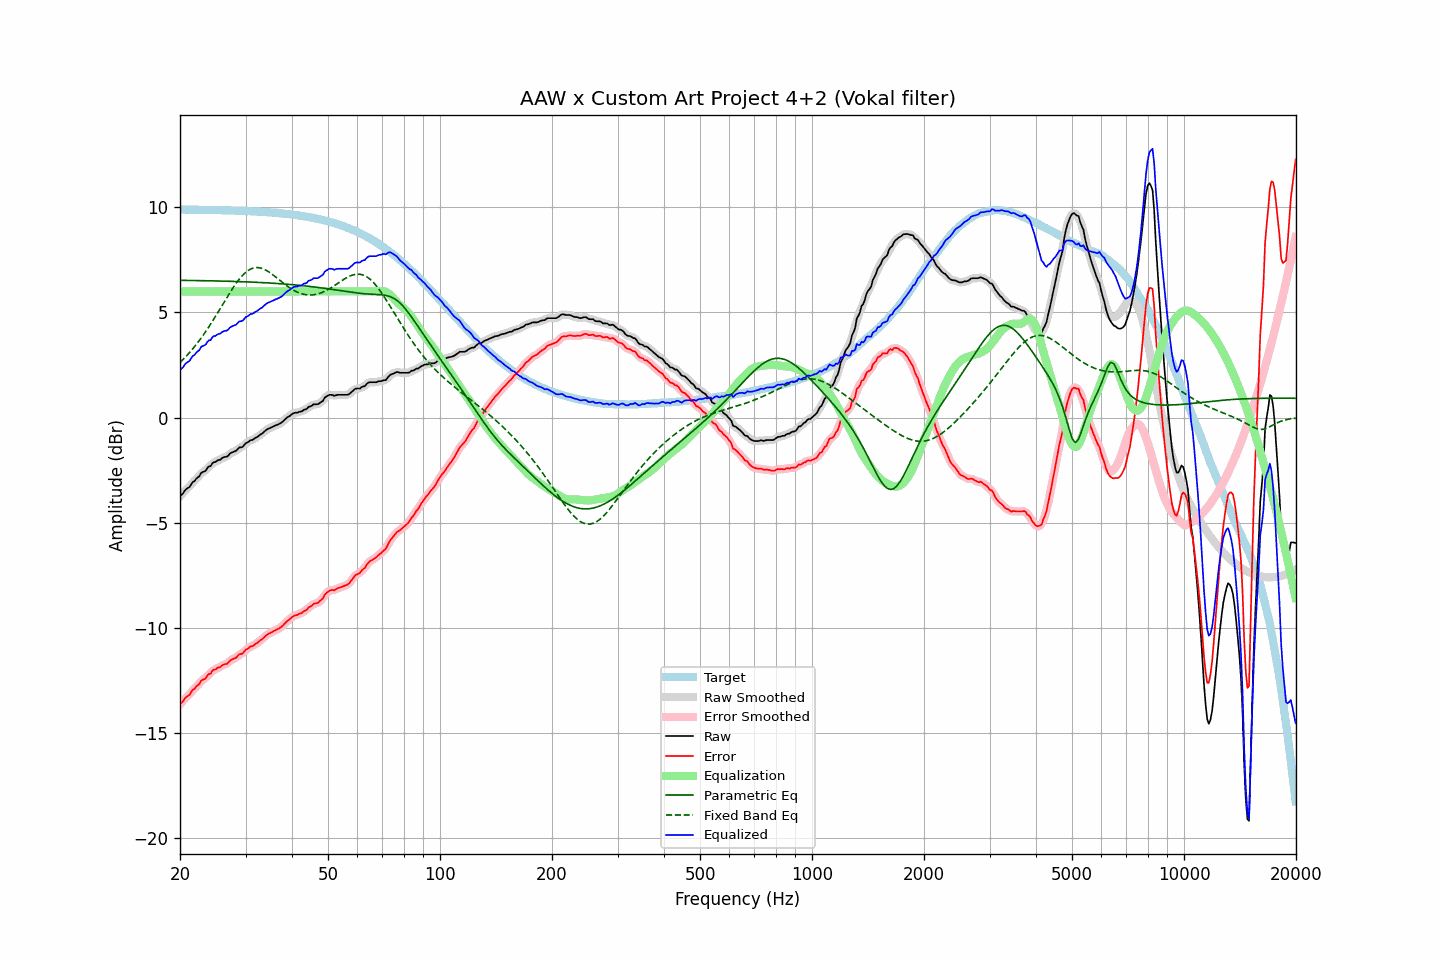 AAW x Custom Art Project 4+2 (Vokal filter)
Amplitude (dBr)
10
5
0
−5
−10
−15
−20
Target
Raw Smoothed
Error Smoothed
Raw
Error
Equalization
Parametric Eq
Fixed Band Eq
Equalized
20 50 100 200 500 1000 2000 5000 10000 20000
Frequency (Hz)